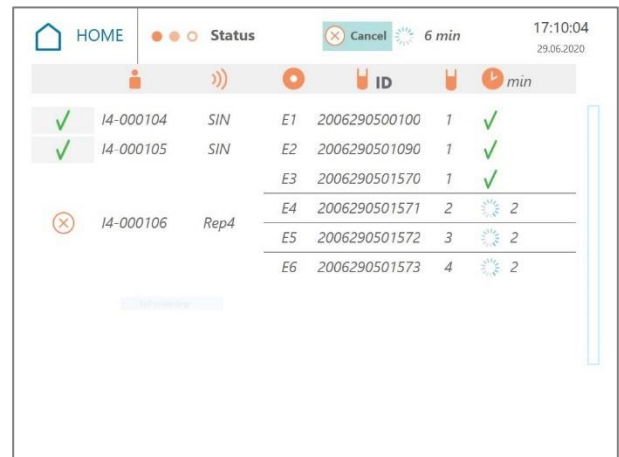 HOME Status Cancel 6 min 17:10:04
29.06.2020
ID min
I4-000104 SIN E1 2006290500100 1
I4-000105 SIN E2 2006290501090 1
E3 2006290501570 1
E4 2006290501571 2 2
I4-000106 Rep4
E5 2006290501572 3 2
E6 2006290501573 4 2